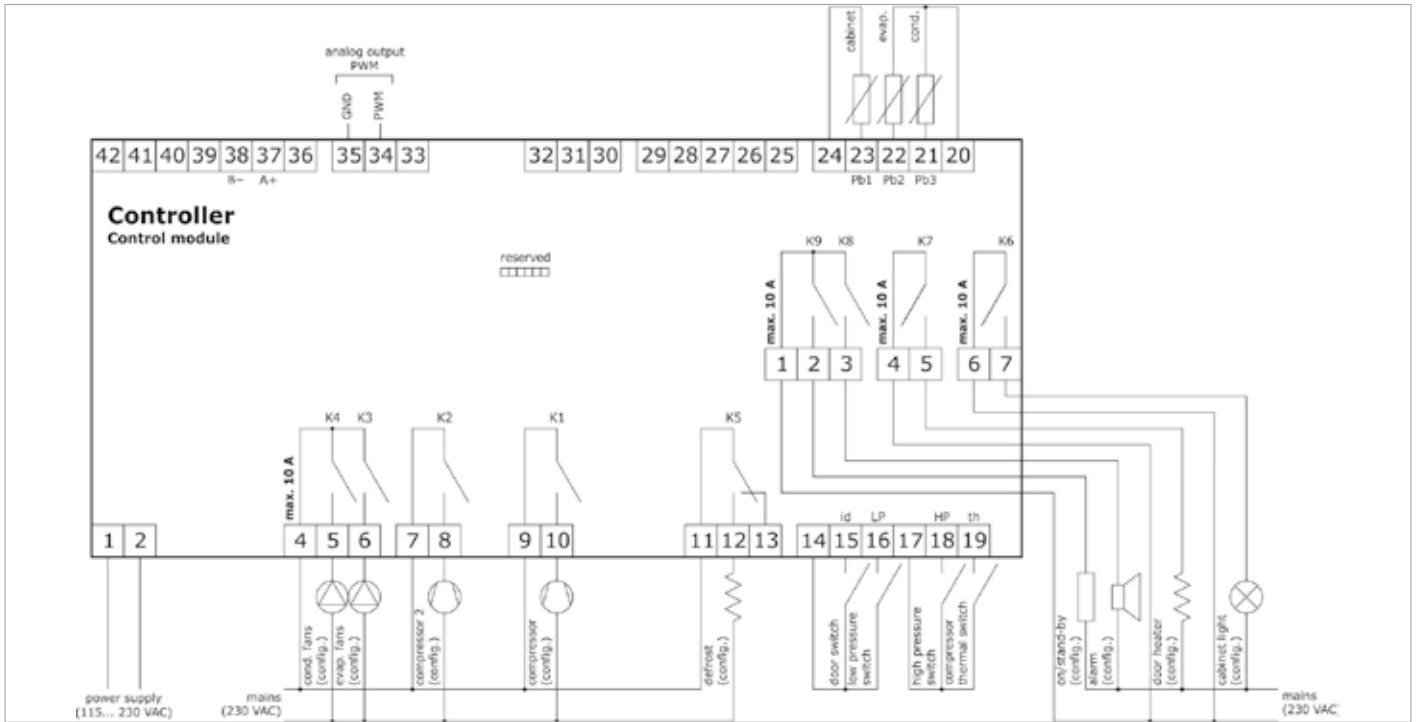 cabinet
evap.
cond.
analog output
PWM
GND
PWM
42 41 40 39 38 37 36 35 34 33 32 31 30 29 28 27 26 25 24 23 22 21 20
B− A+ Pb1 Pb2 Pb3
Controller
Control module
reserved
K9 K8 K7 K6
max. 10 A
max. 10 A
max. 10 A
1 2 3 4 5 6 7
K4 K3 K2 K1 K5
max. 10 A
id LP HP th
1 2 4 5 6 7 8 9 10 11 12 13 14 15 16 17 18 19
cond. fans
(config.)
evap. fans
(config.)
compressor 2
(config.)
compressor
(config.)
defrost
(config.)
door switch
low pressure
switch
high pressure
switch
compressor
thermal switch
on/stand-by
(config.)
alarm
(config.)
door heater
(config.)
cabinet light
(config.)
power supply
(115... 230 VAC)
mains
(230 VAC)
mains
(230 VAC)